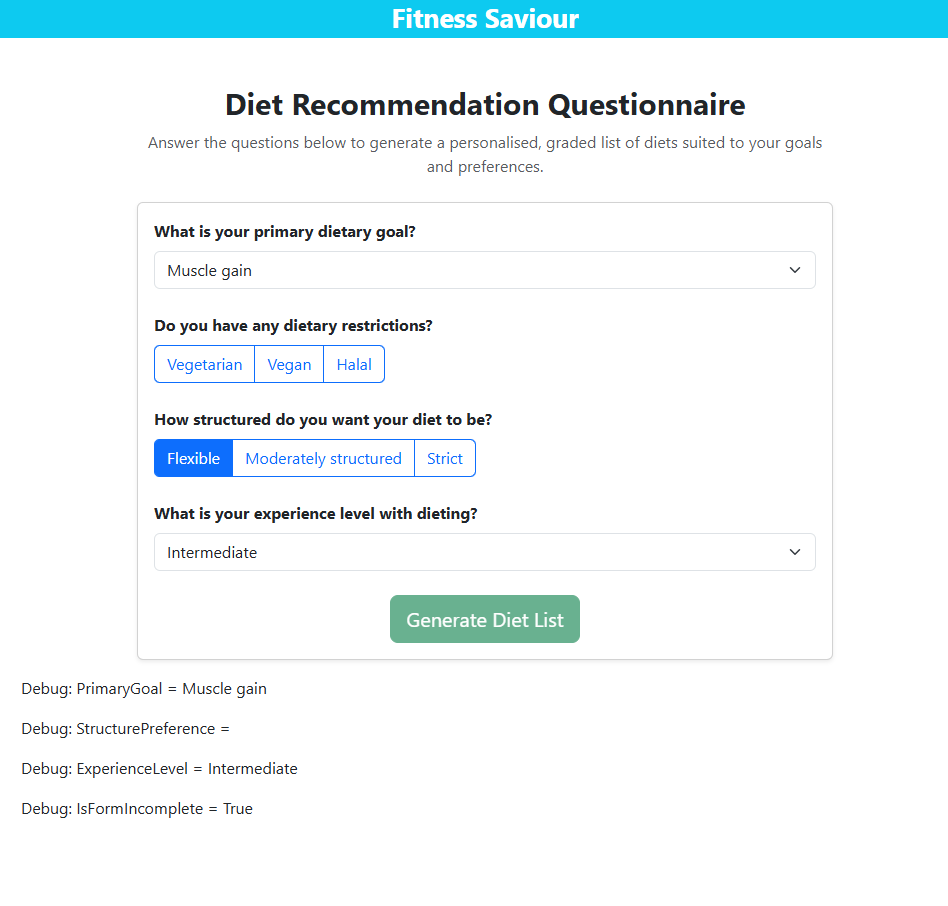 Fitness Saviour
Diet Recommendation Questionnaire
Answer the questions below to generate a personalised, graded list of diets suited to your goals
and preferences.
What is your primary dietary goal?
Muscle gain
Do you have any dietary restrictions?
Vegetarian Vegan Halal
How structured do you want your diet to be?
Flexible Moderately structured Strict
What is your experience level with dieting?
Intermediate
Generate Diet List
Debug: PrimaryGoal = Muscle gain
Debug: StructurePreference =
Debug: ExperienceLevel = Intermediate
Debug: IsFormIncomplete = True